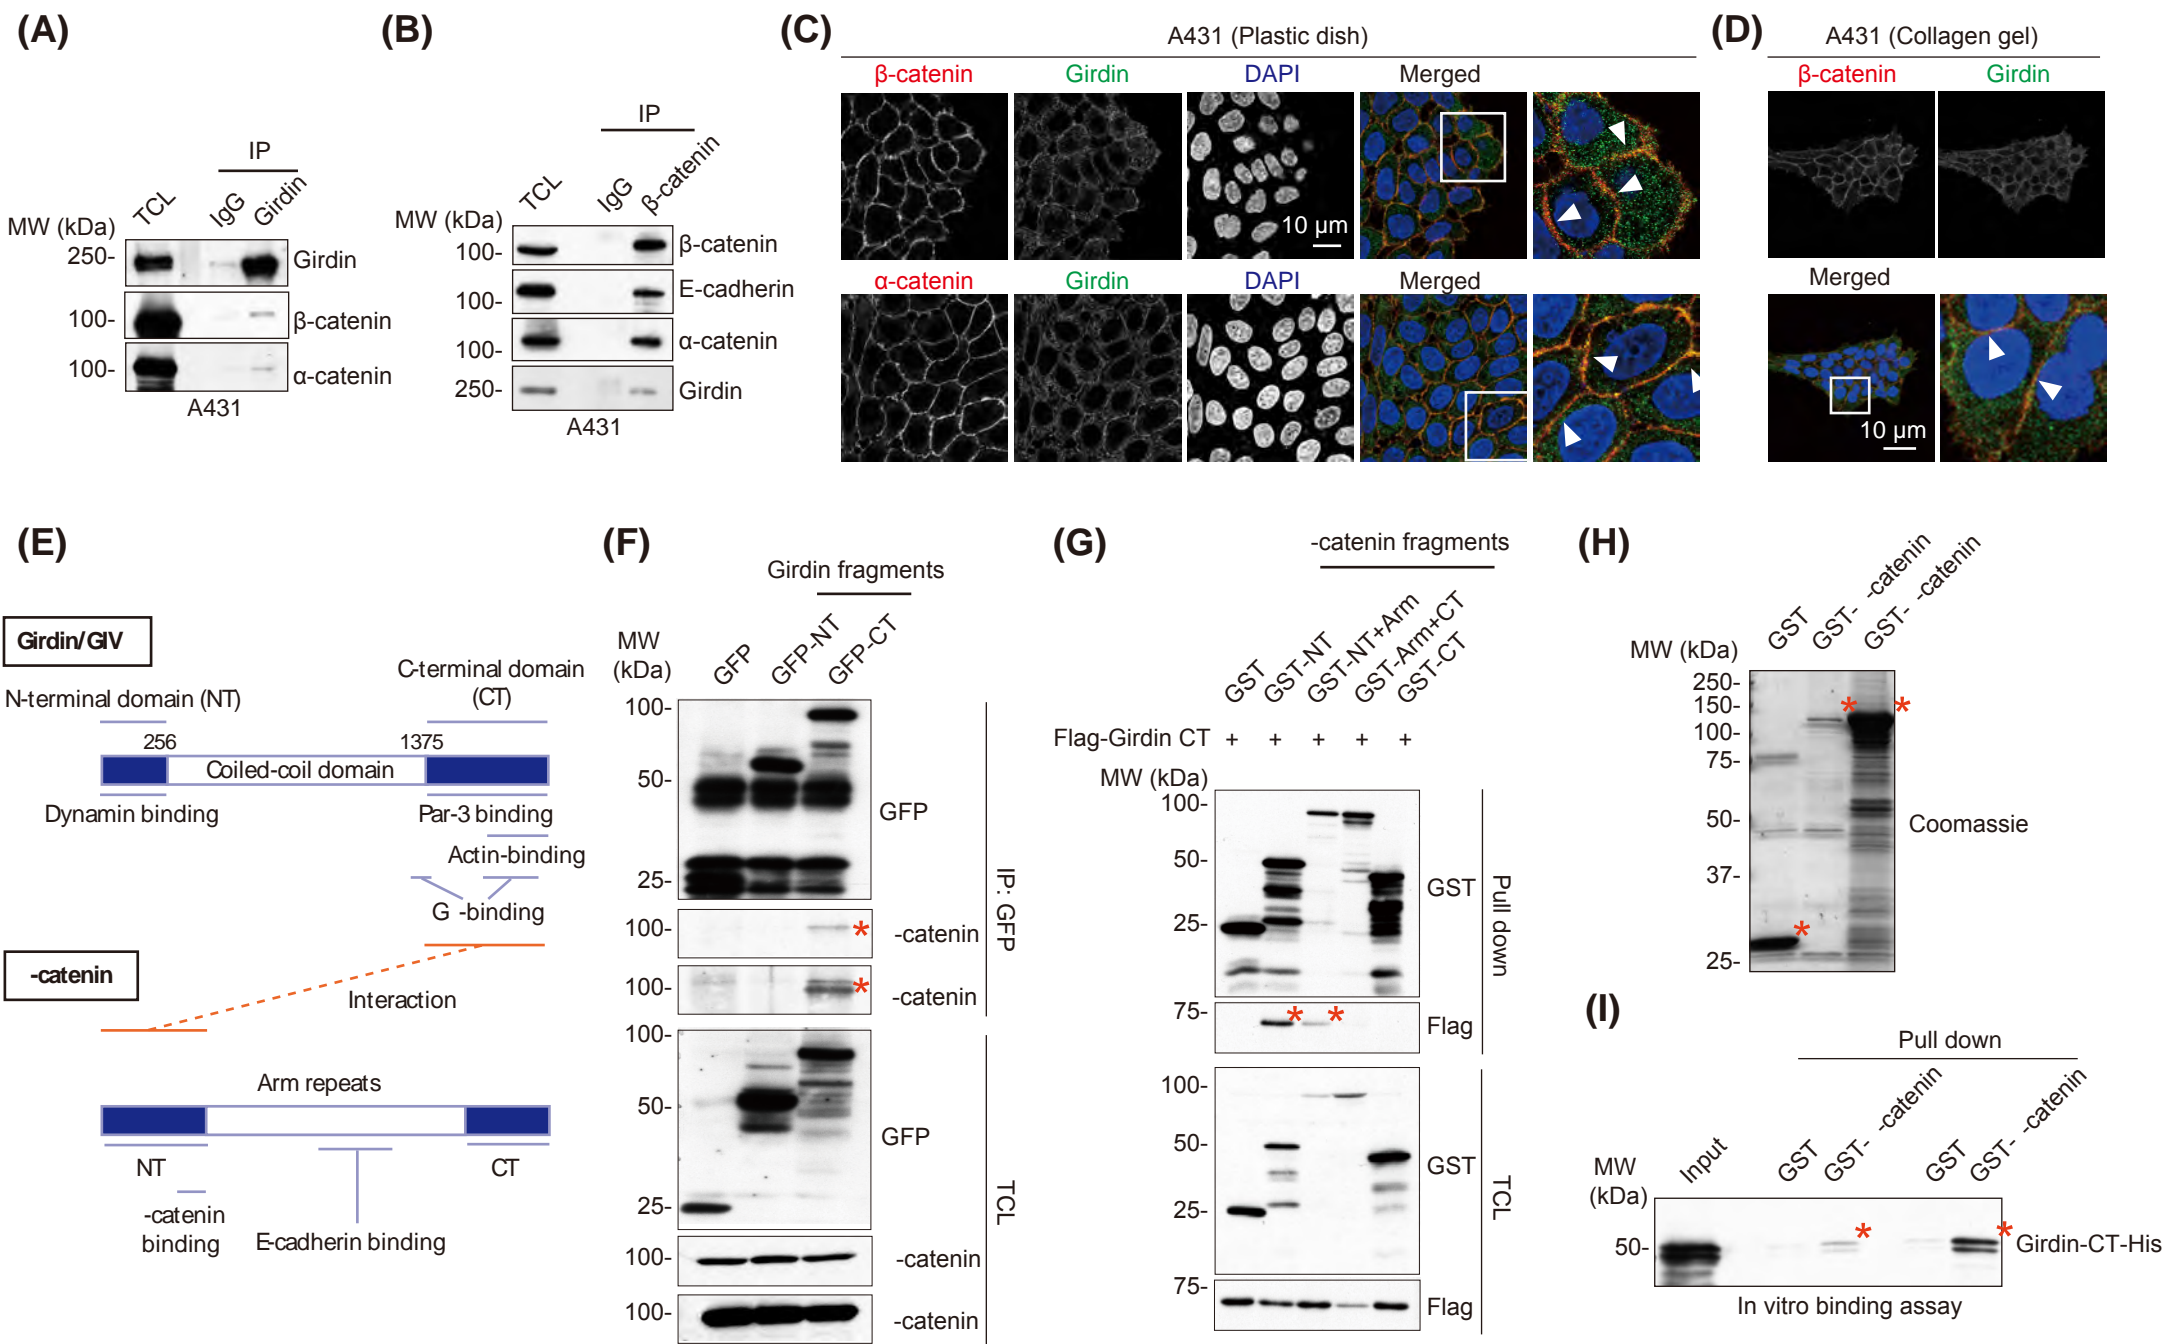 (A)
IP
TCL
IgG
Girdin
MW (kDa)
250-
Girdin
100-
β-catenin
100-
α-catenin
A431
(B)
IP
TCL
IgG
β-catenin
MW (kDa)
100-
β-catenin
100-
E-cadherin
100-
α-catenin
250-
Girdin
A431
(C)
A431 (Plastic dish)
β-catenin
Girdin
DAPI
Merged
10 μm
α-catenin
Girdin
DAPI
Merged
(D)
A431 (Collagen gel)
β-catenin
Girdin
Merged
10 μm
(E)
Girdin/GIV
N-terminal domain (NT)
C-terminal domain
(CT)
256
1375
Coiled-coil domain
Dynamin binding
Par-3 binding
Actin-binding
G -binding
-catenin
Interaction
Arm repeats
NT
CT
-catenin
binding
E-cadherin binding
(F)
Girdin fragments
MW
(kDa)
GFP
GFP-NT
GFP-CT
100-
50-
25-
GFP
100-
*
-catenin
100-
*
-catenin
IP: GFP
100-
50-
25-
GFP
100-
-catenin
100-
-catenin
TCL
(G)
-catenin fragments
GST
GST-NT
GST-NT+Arm
GST-Arm+CT
GST-CT
Flag-Girdin CT + + + + +
MW (kDa)
100-
50-
25-
GST
75-
* *
Flag
Pull down
100-
50-
25-
GST
75-
Flag
TCL
(H)
GST
GST- -catenin
GST- -catenin
MW (kDa)
250-
150-
100-
75-
50-
37-
25-
* *
*
Coomassie
(I)
Pull down
MW
(kDa)
Input
GST
GST- -catenin
GST
GST- -catenin
50-
* *
Girdin-CT-His
In vitro binding assay